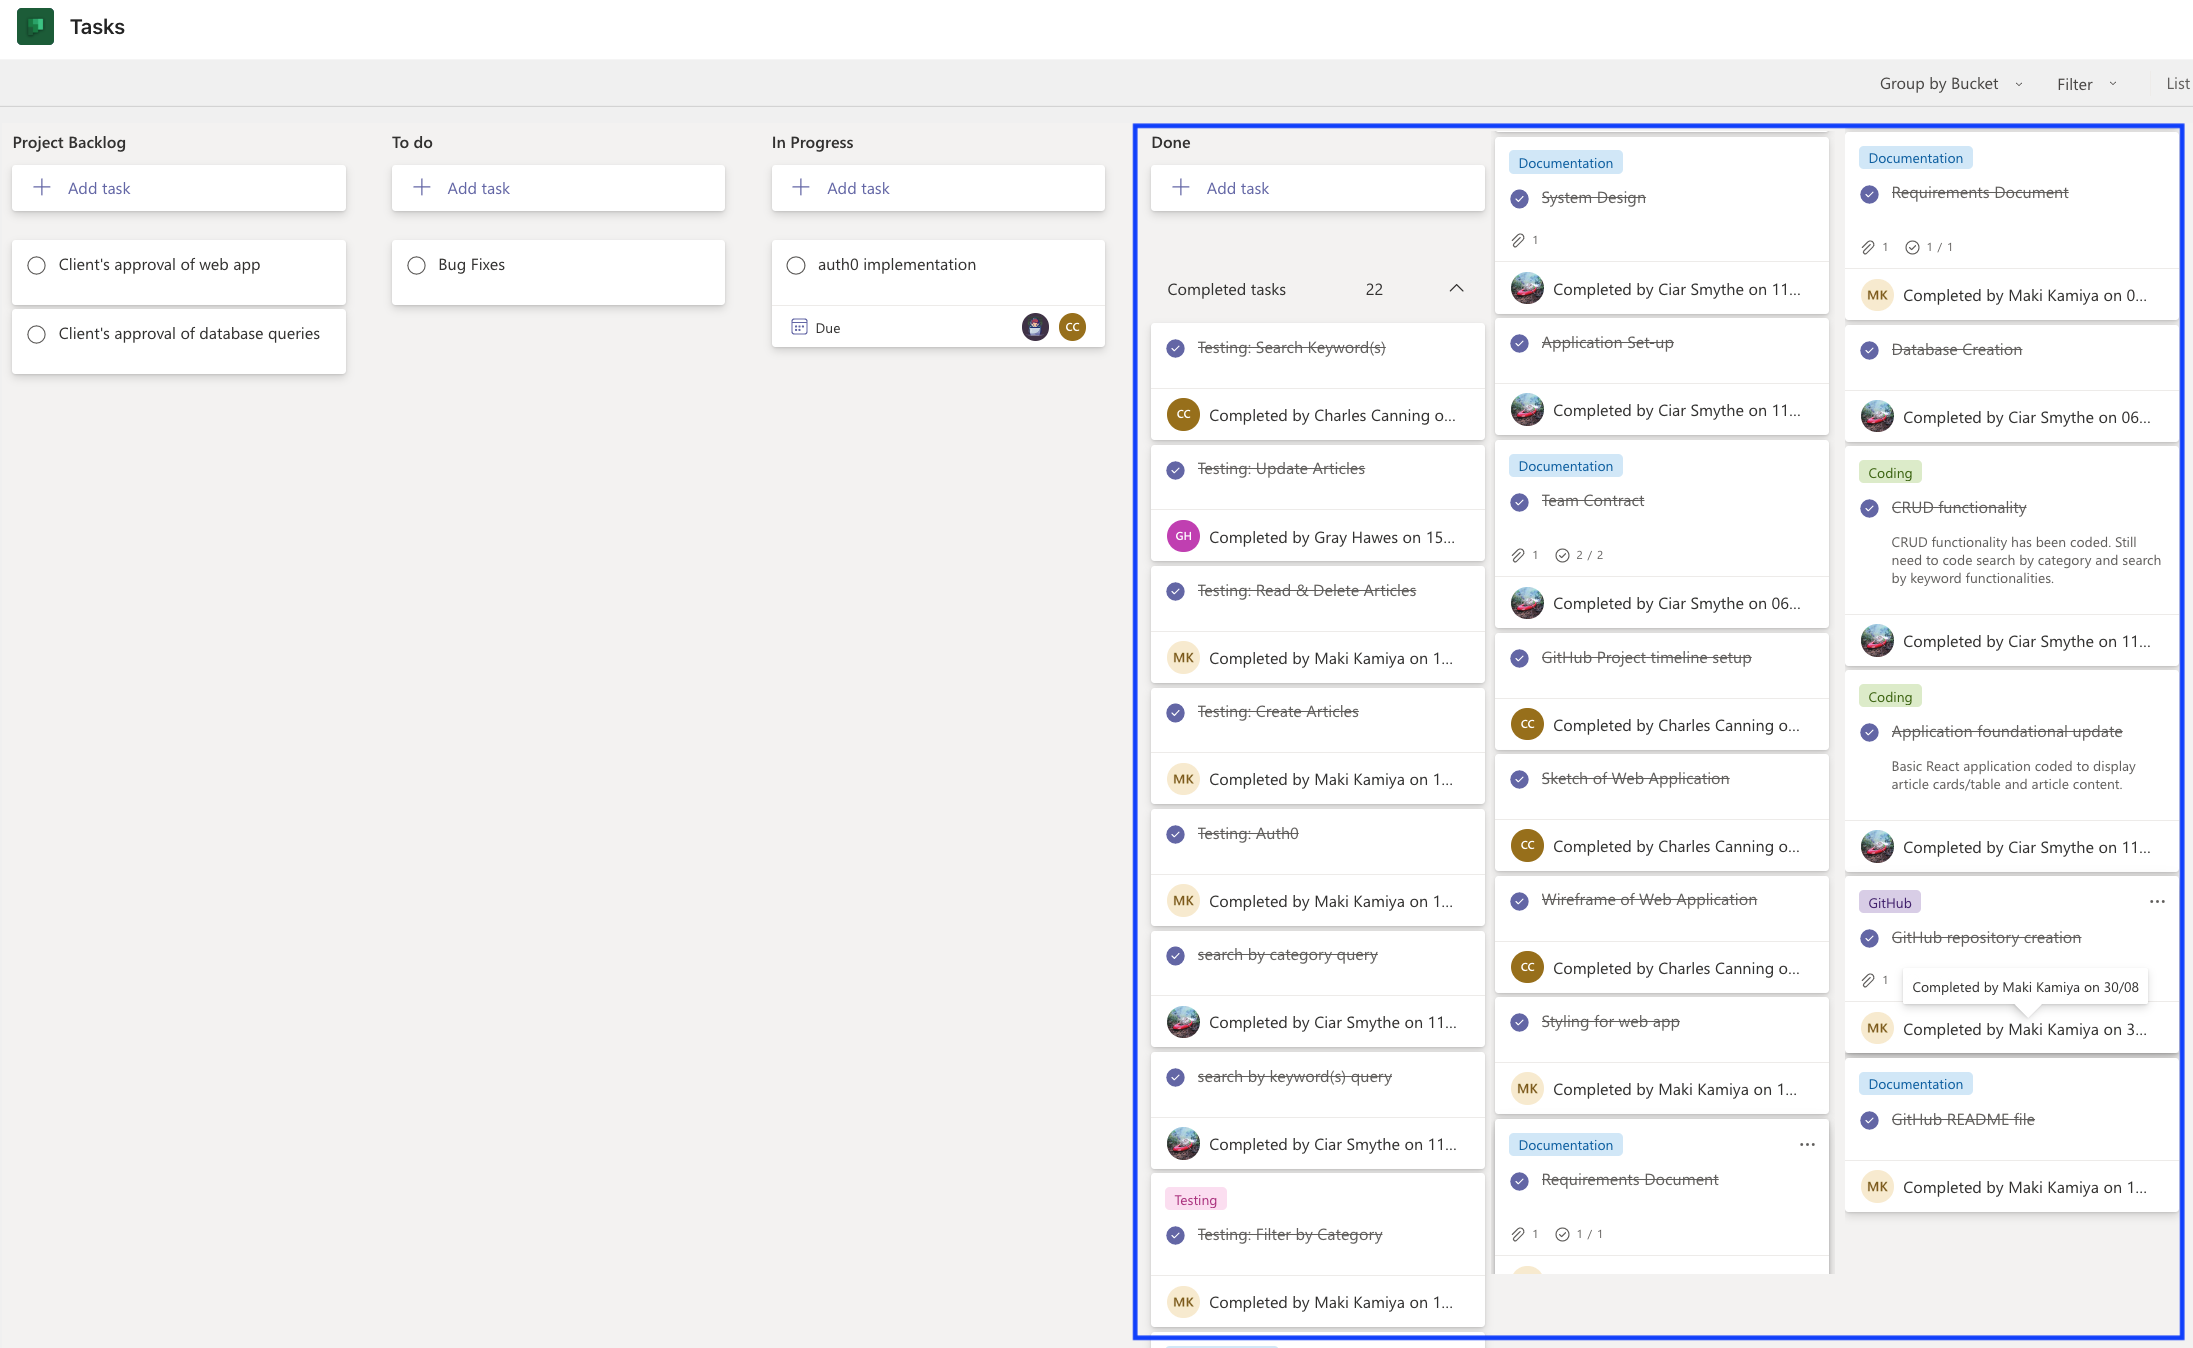 Tasks
Group by Bucket
Filter
List
Project Backlog
Add task
Client's approval of web app
Client's approval of database queries
To do
Add task
Bug Fixes
In Progress
Add task
auth0 implementation
Due
CC
Done
Add task
Completed tasks 22
Testing: Search Keyword(s)
CC Completed by Charles Canning o...
Testing: Update Articles
GH Completed by Gray Hawes on 15...
Testing: Read & Delete Articles
MK Completed by Maki Kamiya on 1...
Testing: Create Articles
MK Completed by Maki Kamiya on 1...
Testing: Auth0
MK Completed by Maki Kamiya on 1...
search by category query
Completed by Ciar Smythe on 11...
search by keyword(s) query
Completed by Ciar Smythe on 11...
Testing
Testing: Filter by Category
MK Completed by Maki Kamiya on 1...
Documentation
System Design
1
Completed by Ciar Smythe on 11...
Application Set-up
Completed by Ciar Smythe on 11...
Documentation
Team Contract
1 2 / 2
Completed by Ciar Smythe on 06...
GitHub Project timeline setup
CC Completed by Charles Canning o...
Sketch of Web Application
CC Completed by Charles Canning o...
Wireframe of Web Application
CC Completed by Charles Canning o...
Styling for web app
MK Completed by Maki Kamiya on 1...
Documentation
Requirements Document
1 1 / 1
Documentation
Requirements Document
1 1 / 1
MK Completed by Maki Kamiya on 0...
Database Creation
Completed by Ciar Smythe on 06...
Coding
CRUD functionality
CRUD functionality has been coded. Still
need to code search by category and search
by keyword functionalities.
Completed by Ciar Smythe on 11...
Coding
Application foundational update
Basic React application coded to display
article cards/table and article content.
Completed by Ciar Smythe on 11...
GitHub
GitHub repository creation
1
Completed by Maki Kamiya on 30/08
MK Completed by Maki Kamiya on 3...
Documentation
GitHub README file
MK Completed by Maki Kamiya on 1...